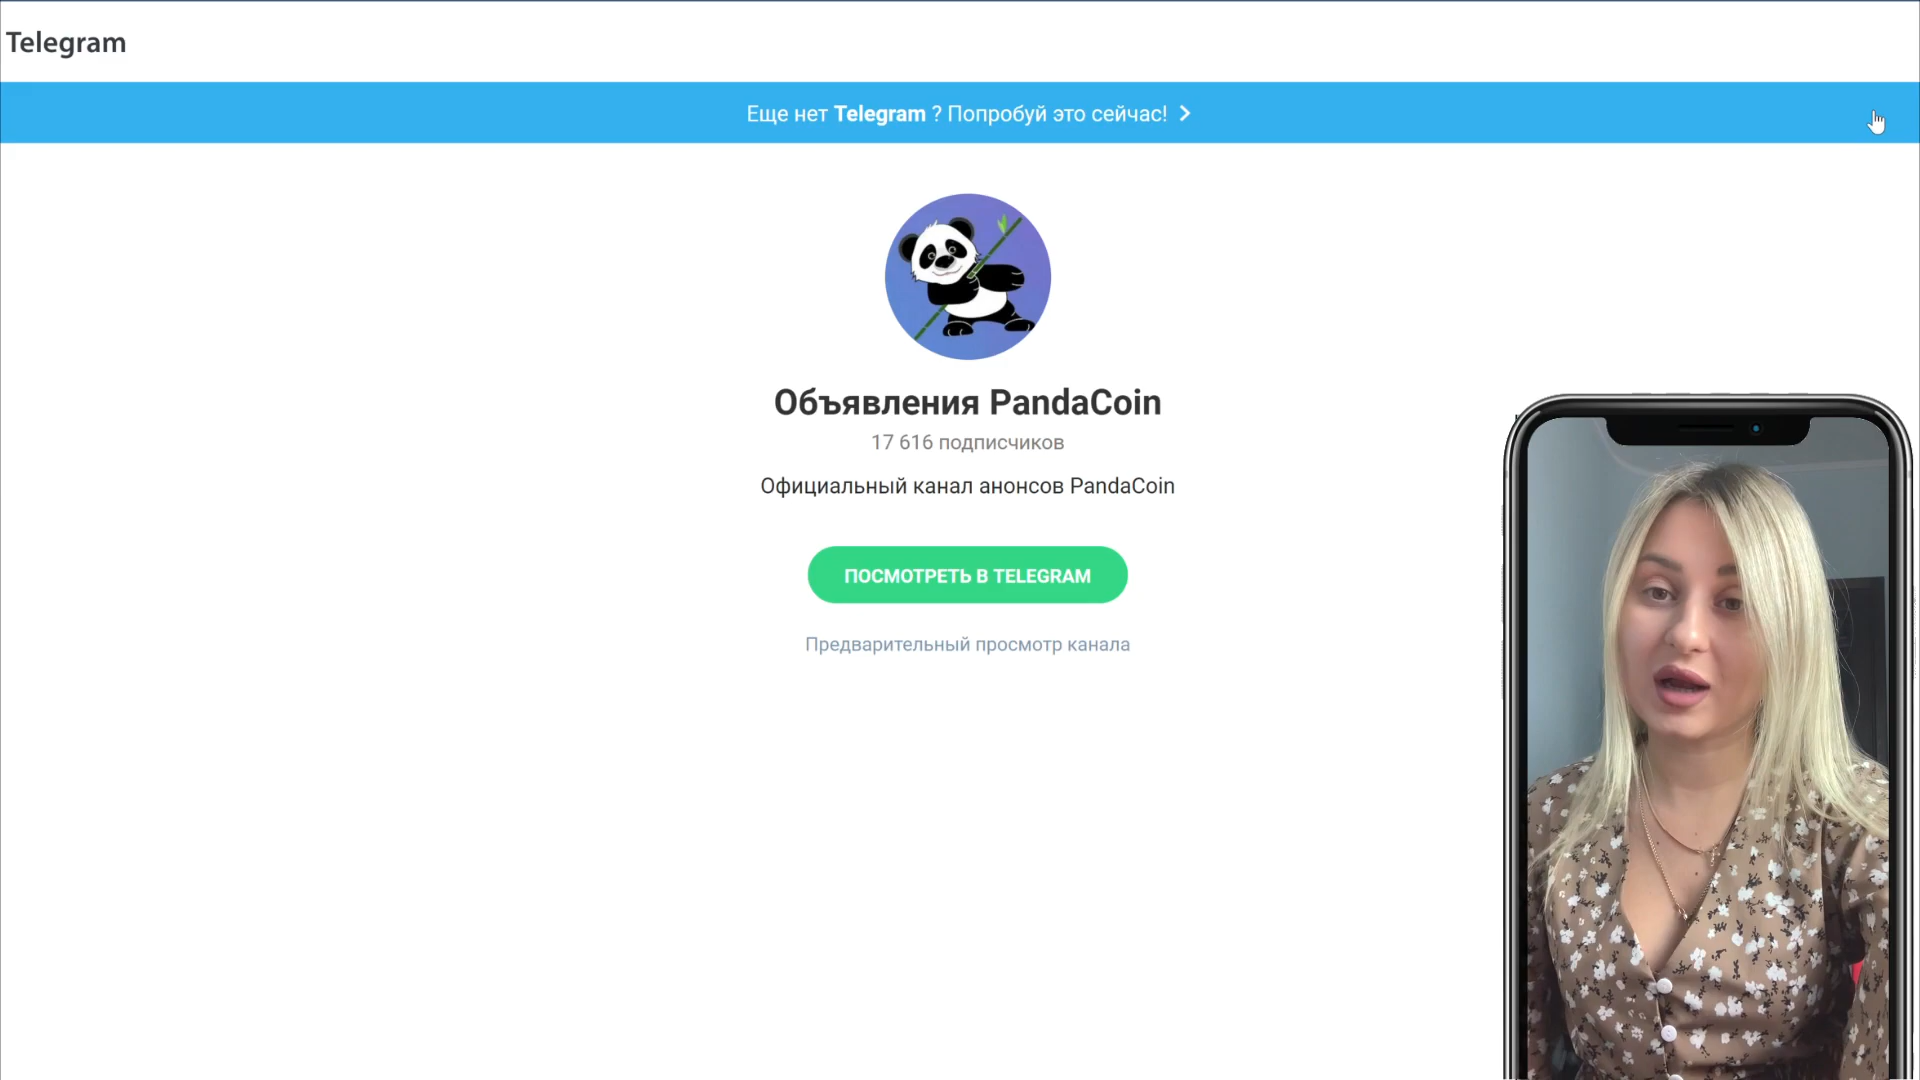 Telegram
Еще нет Telegram ? Попробуй это сейчас!
Объявления PandaCoin
17 616 подписчиков
Официальный канал анонсов PandaCoin
ПОСМОТРЕТЬ В TELEGRAM
Предварительный просмотр канала